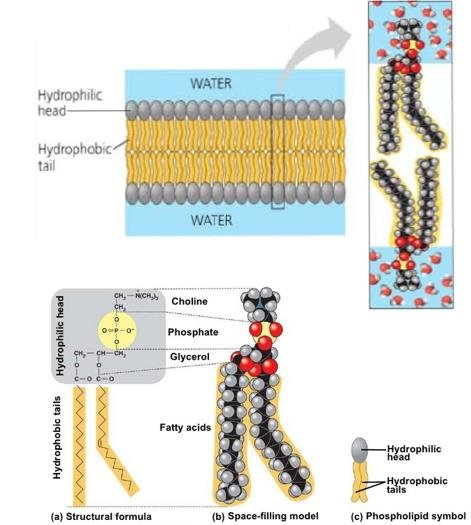 WATER
Hydrophilic
head
Hydrophobic
tail
WATER
Hydrophilic head
CH₂ N(CH₃)₃
+
CH₂
O
O P O⁻
O
CH₂ CH CH₂
O O
C O C O
Choline
Phosphate
Glycerol
Fatty acids
Hydrophobic tails
Hydrophilic
head
Hydrophobic
tails
(a) Structural formula
(b) Space-filling model
(c) Phospholipid symbol